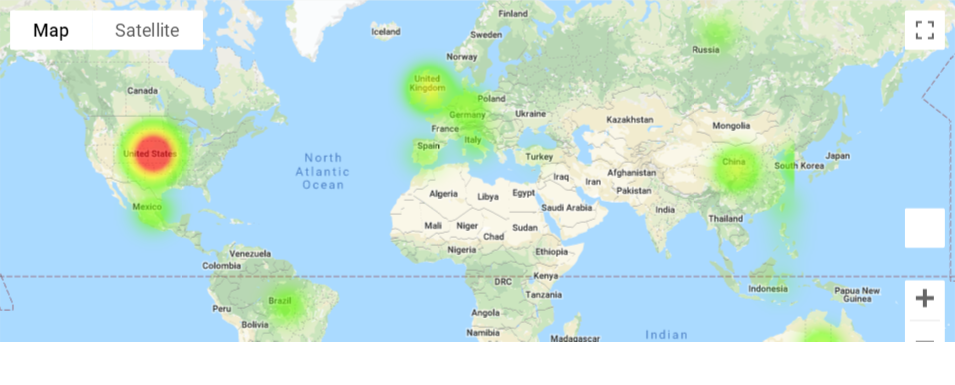 Map
Satellite
Finland
Iceland
Sweden
Russia
Norway
United
Kingdom
Canada
Poland
Germany
Ukraine
Kazakhstan
Mongolia
France
Italy
Spain
United States
North
Atlantic
Ocean
Turkey
China
South Korea
Japan
Iraq
Iran
Afghanistan
Pakistan
Algeria
Libya
Egypt
Saudi Arabia
India
Mexico
Mali
Niger
Chad
Sudan
Thailand
Venezuela
Nigeria
Ethiopia
Colombia
DRC
Kenya
Indonesia
Papua New
Guinea
Tanzania
Brazil
Peru
Angola
Bolivia
Namibia
Madagascar
Indian